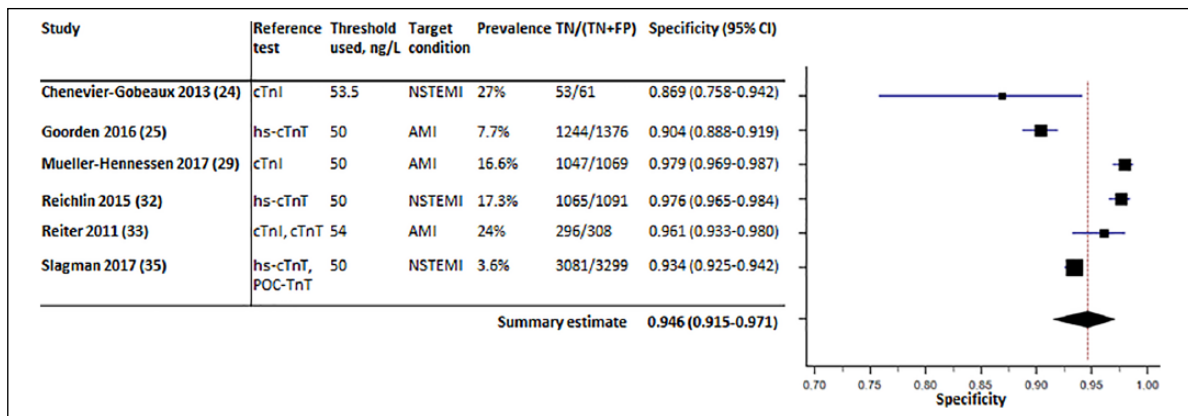 Study Reference test Threshold used, ng/L Target condition Prevalence TN/(TN+FP) Specificity (95% CI)
Chenevier-Gobeaux 2013 (24) cTnI 53.5 NSTEMI 27% 53/61 0.869 (0.758-0.942)
Goorden 2016 (25) hs-cTnT 50 AMI 7.7% 1244/1376 0.904 (0.888-0.919)
Mueller-Hennessen 2017 (29) cTnI 50 AMI 16.6% 1047/1069 0.979 (0.969-0.987)
Reichlin 2015 (32) hs-cTnT 50 NSTEMI 17.3% 1065/1091 0.976 (0.965-0.984)
Reiter 2011 (33) cTnI, cTnT 54 AMI 24% 296/308 0.961 (0.933-0.980)
Slagman 2017 (35) hs-cTnT, POC-TnT 50 NSTEMI 3.6% 3081/3299 0.934 (0.925-0.942)
Summary estimate 0.946 (0.915-0.971)
0.70 0.75 0.80 0.85 0.90 0.95 1.00
Specificity